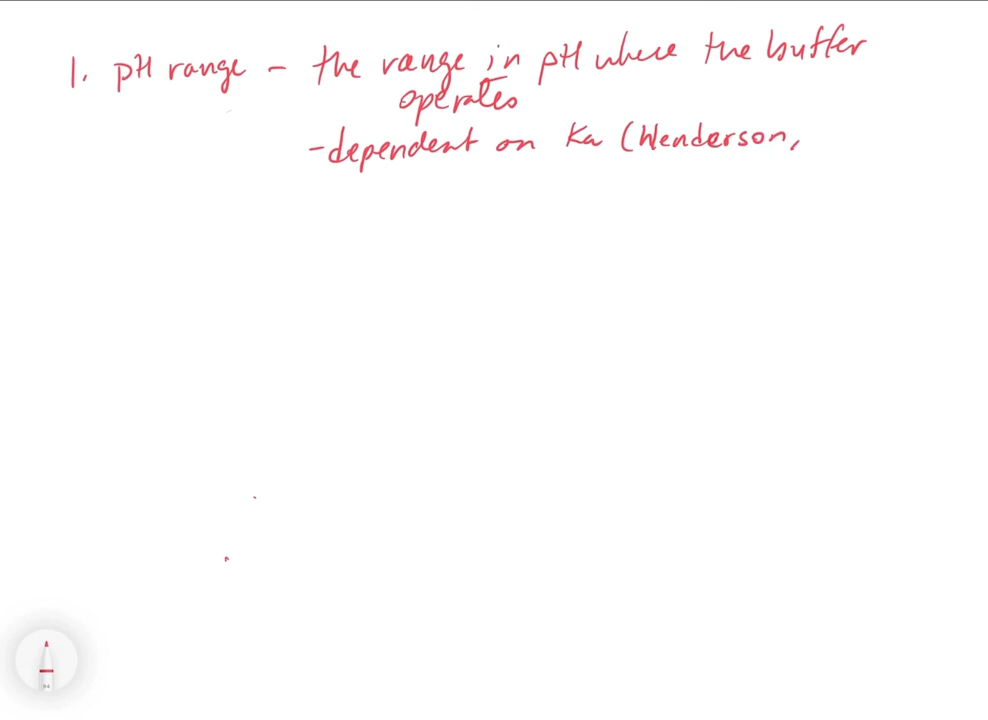 1. pH range - the range in pH where the buffer
operates
- dependent on Ka (Henderson,